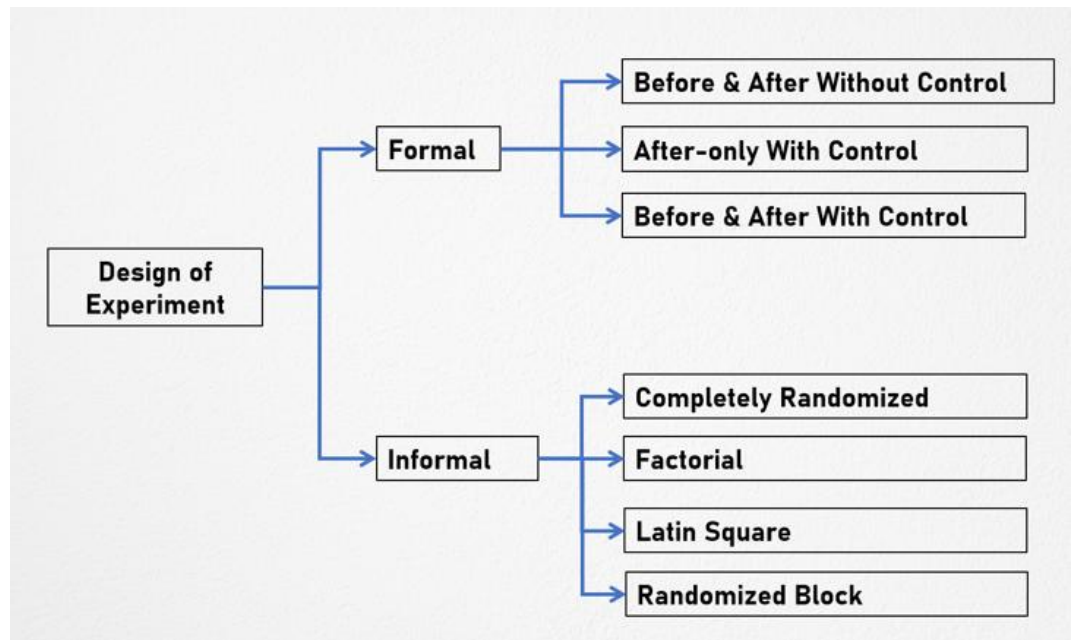 Design of
Experiment
Formal
Before & After Without Control
After-only With Control
Before & After With Control
Informal
Completely Randomized
Factorial
Latin Square
Randomized Block